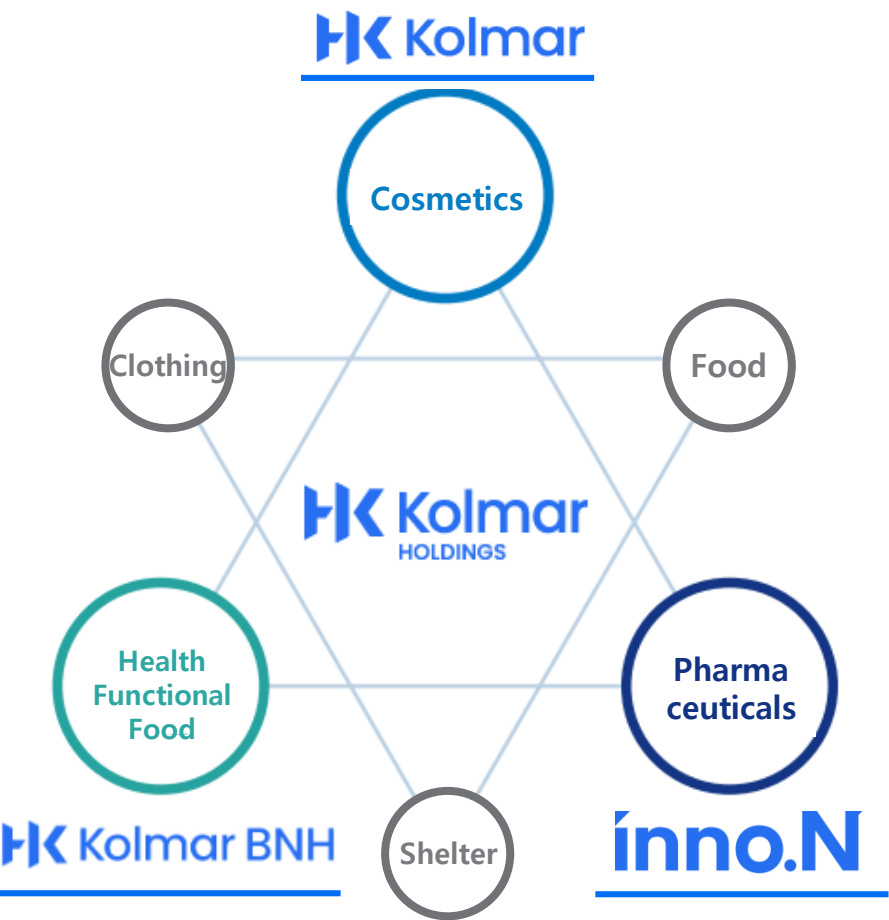 HK Kolmar
Cosmetics
Clothing
Food
HK Kolmar
HOLDINGS
Health
Functional
Food
Pharma
ceuticals
HK Kolmar BNH
Shelter
inno.N